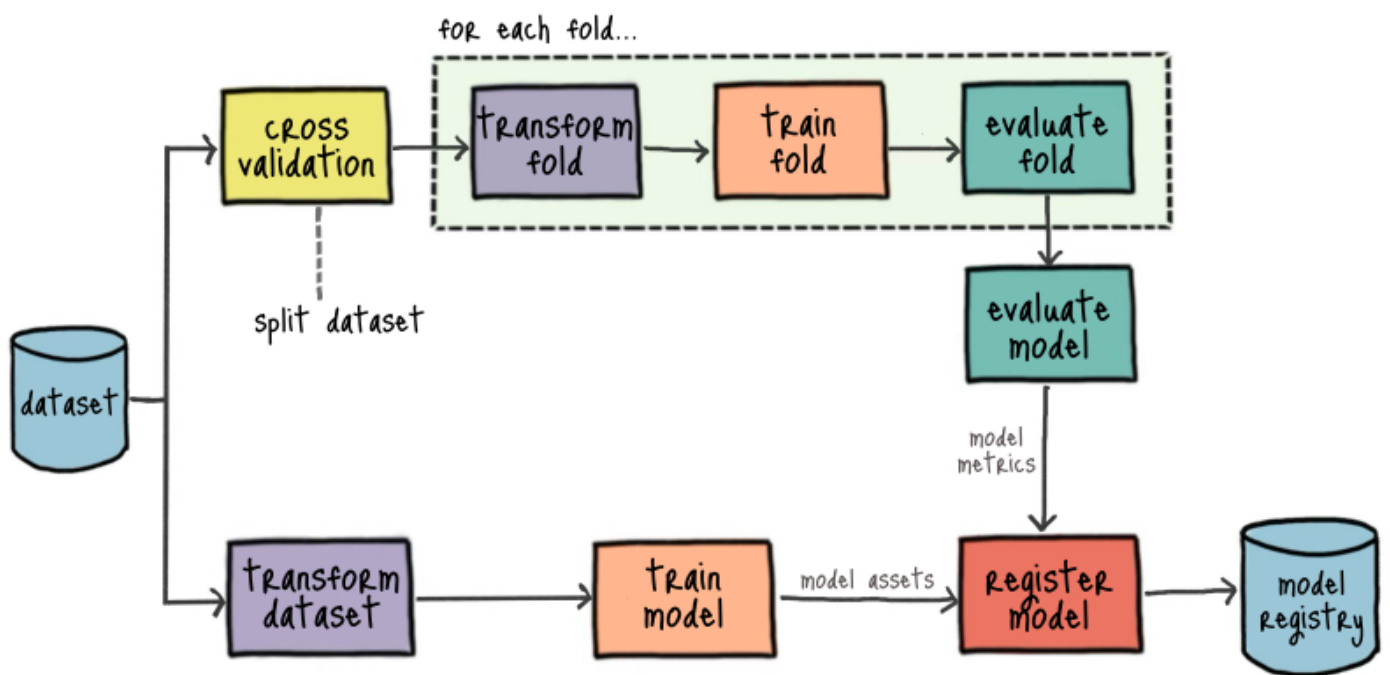 for each fold...
cross
validation
transform
fold
train
fold
evaluate
fold
split dataset
evaluate
model
dataset
model
metrics
transform
dataset
train
model
model assets
register
model
model
registry